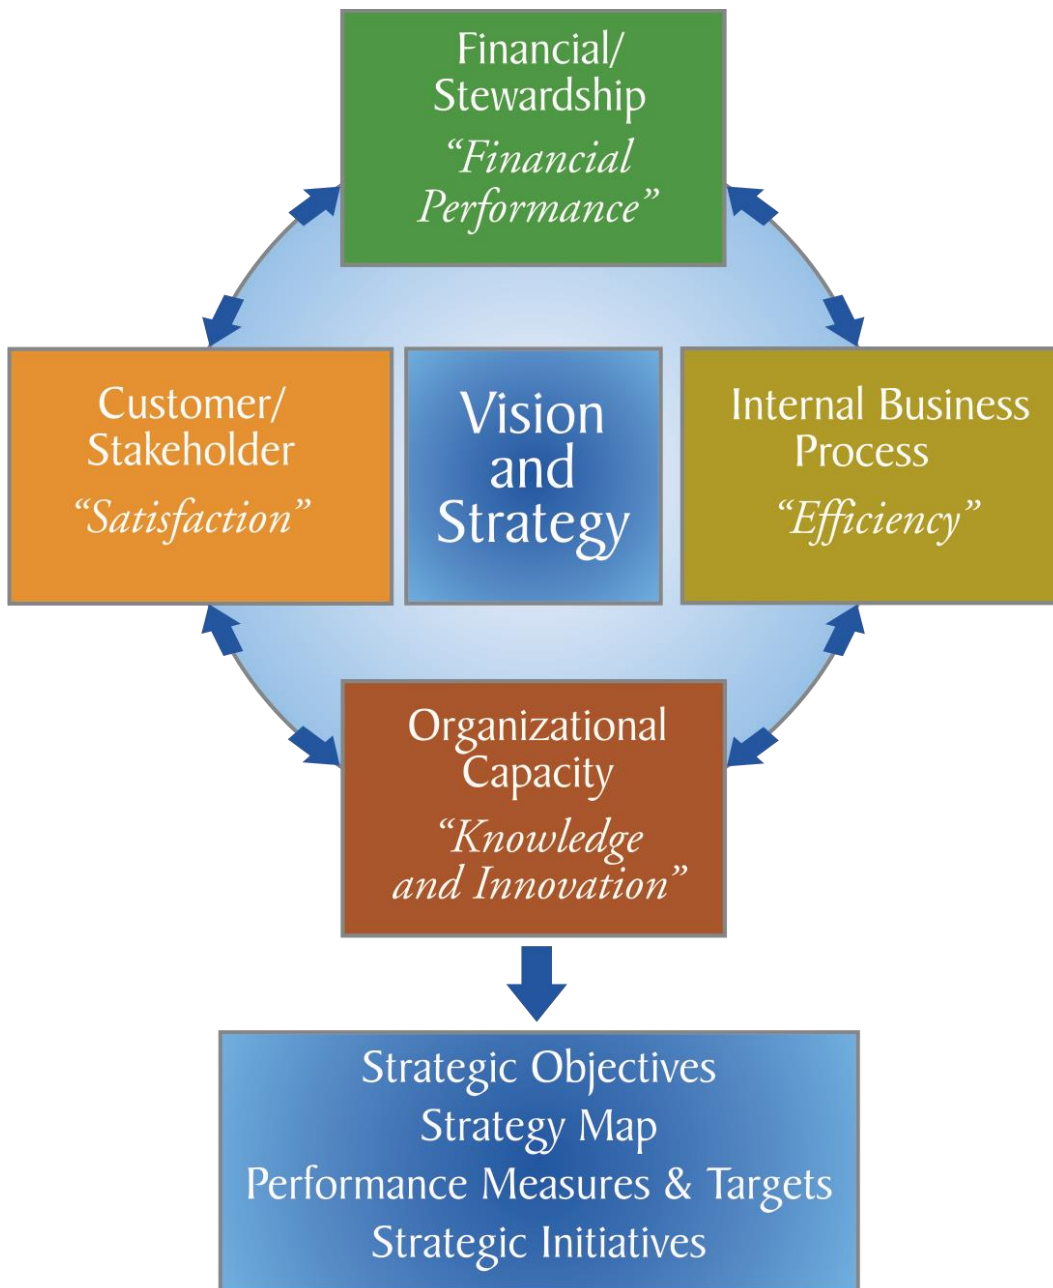 Financial/
Stewardship
“Financial
Performance”
Customer/
Stakeholder
“Satisfaction”
Vision
and
Strategy
Internal Business
Process
“Efficiency”
Organizational
Capacity
“Knowledge
and Innovation”
Strategic Objectives
Strategy Map
Performance Measures & Targets
Strategic Initiatives